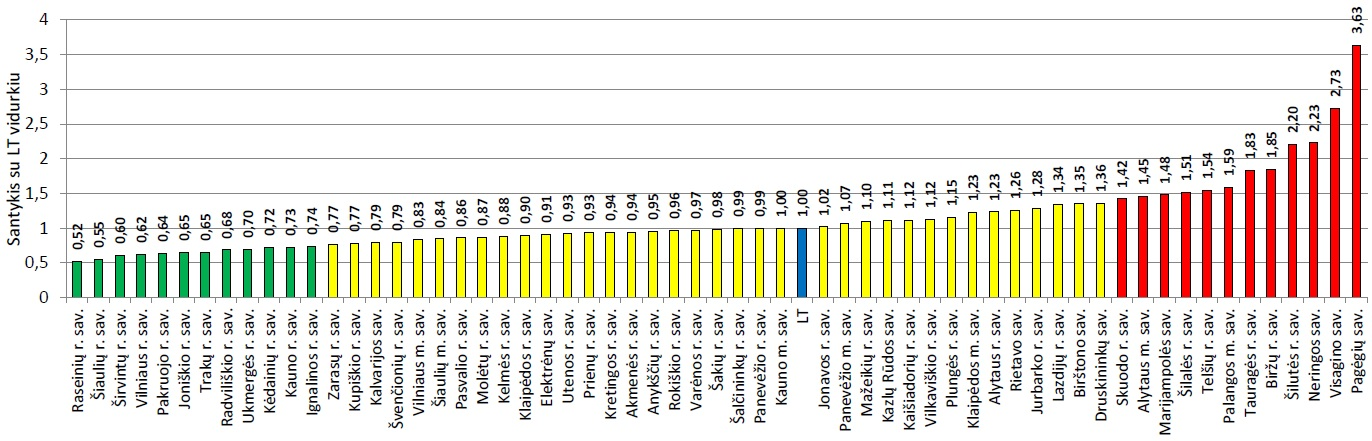 Santykis su LT vidurkiu
4
3,5
3
2,5
2
1,5
1
0,5
0
0,52
0,55
0,60
0,62
0,64
0,65
0,65
0,68
0,70
0,72
0,73
0,74
0,77
0,77
0,79
0,79
0,83
0,84
0,86
0,87
0,88
0,90
0,91
0,93
0,93
0,94
0,94
0,95
0,96
0,97
0,98
0,99
0,99
1,00
1,00
1,02
1,07
1,10
1,11
1,12
1,12
1,15
1,23
1,23
1,26
1,28
1,34
1,35
1,36
1,42
1,45
1,48
1,51
1,54
1,59
1,83
1,85
2,20
2,23
2,73
3,63
Raseinių r. sav.
Šiaulių r. sav.
Širvintų r. sav.
Vilniaus r. sav.
Pakruojo r. sav.
Joniškio r. sav.
Trakų r. sav.
Radviliškio r. sav.
Ukmergės r. sav.
Kėdainių r. sav.
Kauno r. sav.
Ignalinos r. sav.
Zarasų r. sav.
Kupiškio r. sav.
Kalvarijos sav.
Švenčionių r. sav.
Vilniaus m. sav.
Šiaulių m. sav.
Pasvalio r. sav.
Molėtų r. sav.
Kelmės r. sav.
Klaipėdos r. sav.
Elektrėnų sav.
Utenos r. sav.
Prienų r. sav.
Kretingos r. sav.
Akmenės r. sav.
Anykščių r. sav.
Rokiškio r. sav.
Varėnos r. sav.
Šakių r. sav.
Šalčininkų r. sav.
Panevėžio r. sav.
Kauno m. sav.
LT
Jonavos r. sav.
Panevėžio m. sav.
Mažeikių r. sav.
Kazlų Rūdos sav.
Kaišiadorių r. sav.
Vilkaviškio r. sav.
Plungės r. sav.
Klaipėdos m. sav.
Alytaus r. sav.
Rietavo sav.
Jurbarko r. sav.
Lazdijų r. sav.
Birštono sav.
Druskininkų sav.
Skuodo r. sav.
Alytaus m. sav.
Marijampolės sav.
Šilalės r. sav.
Telšių r. sav.
Palangos m. sav.
Tauragės r. sav.
Biržų r. sav.
Šilutės r. sav.
Neringos sav.
Visagino sav.
Pagėgių sav.